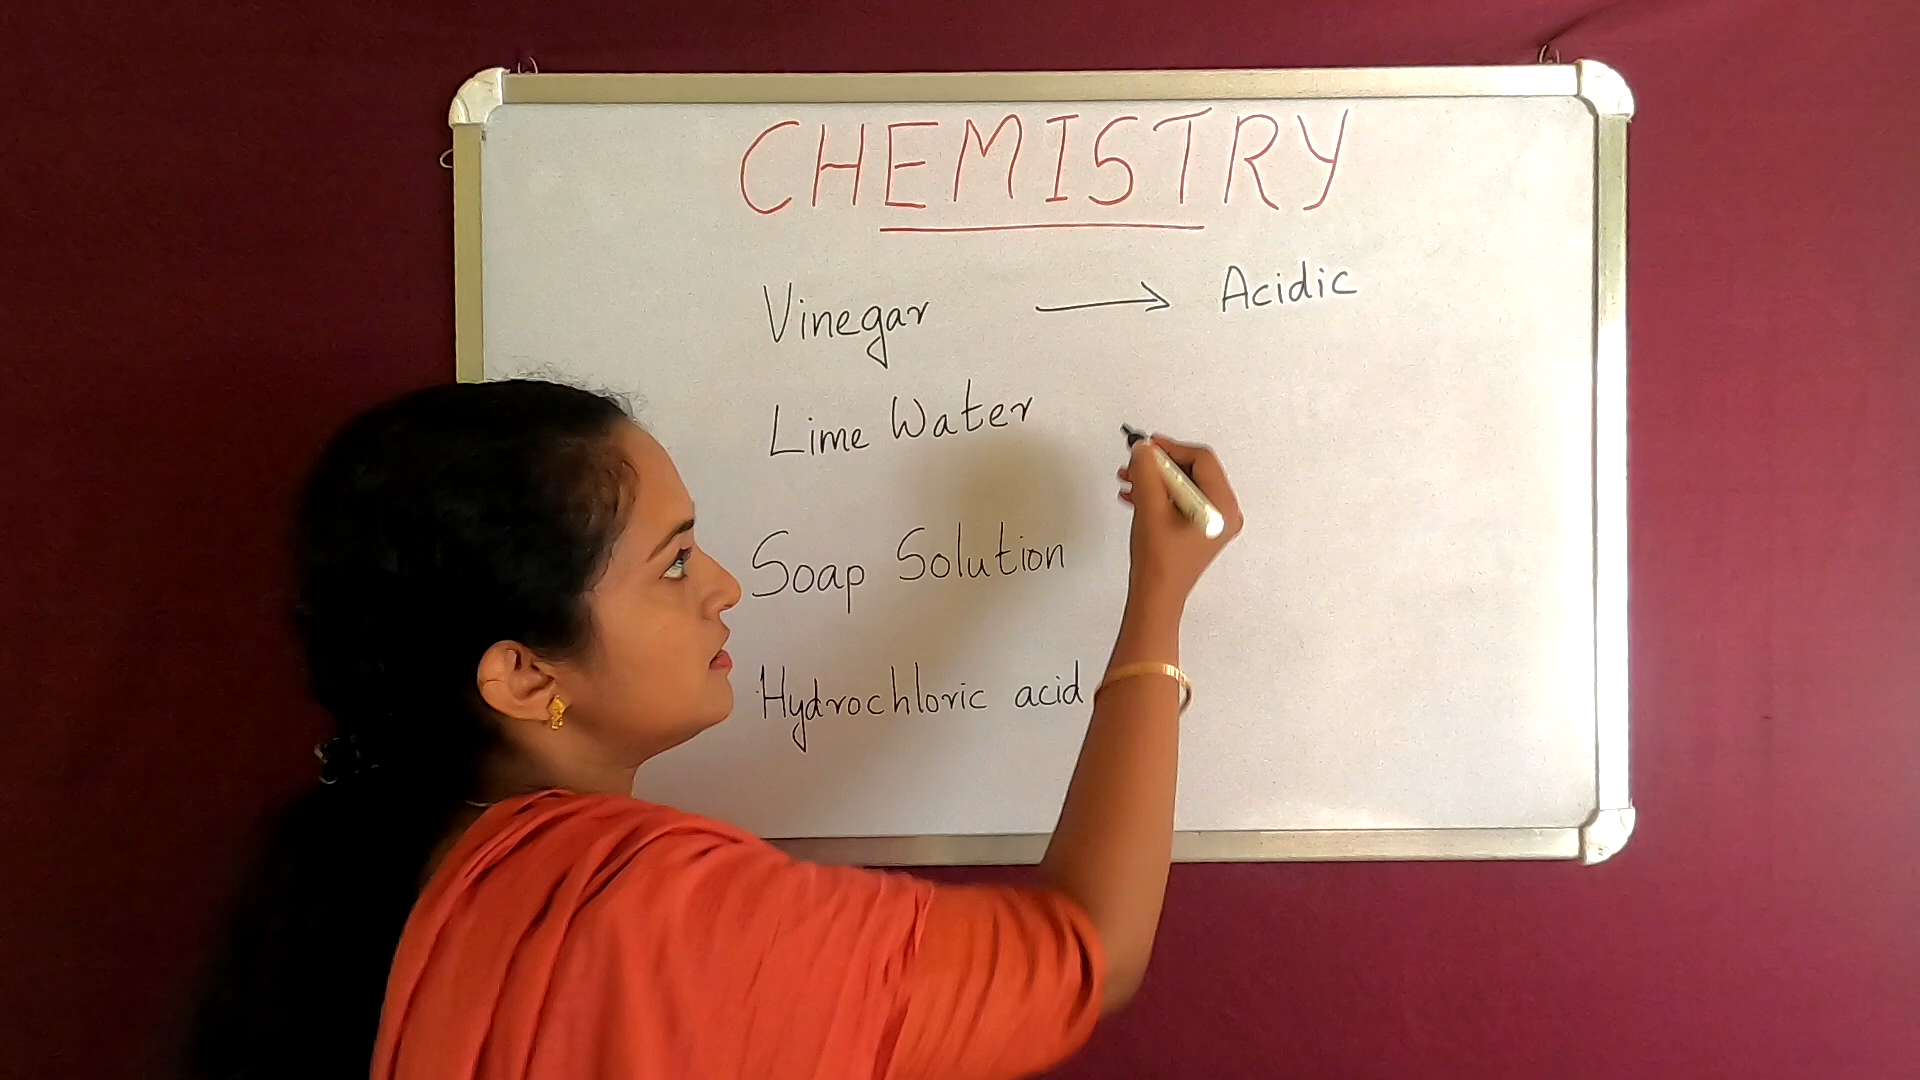 CHEMISTRY
Vinegar → Acidic
Lime Water
Soap Solution
Hydrochloric acid